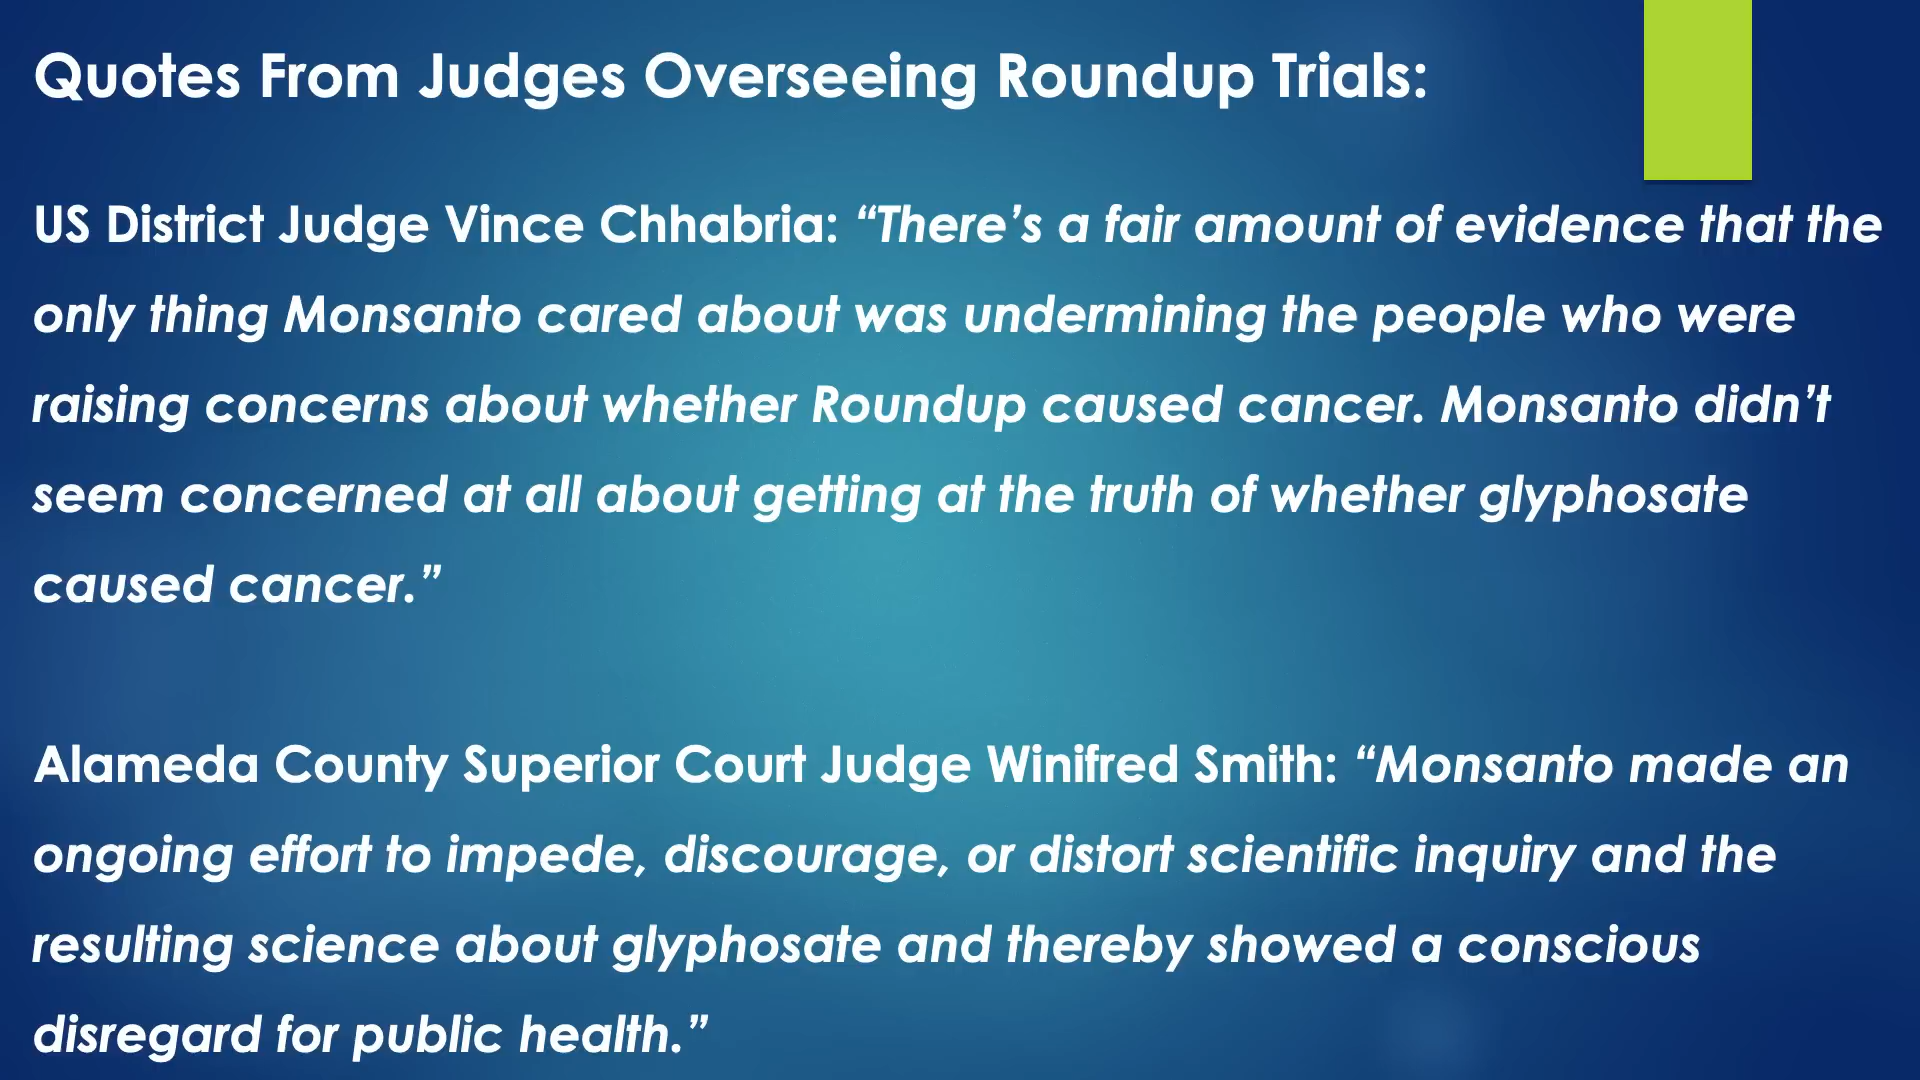 Quotes From Judges Overseeing Roundup Trials:
US District Judge Vince Chhabria: “There’s a fair amount of evidence that the
only thing Monsanto cared about was undermining the people who were
raising concerns about whether Roundup caused cancer. Monsanto didn’t
seem concerned at all about getting at the truth of whether glyphosate
caused cancer.”
Alameda County Superior Court Judge Winifred Smith: “Monsanto made an
ongoing effort to impede, discourage, or distort scientific inquiry and the
resulting science about glyphosate and thereby showed a conscious
disregard for public health.”